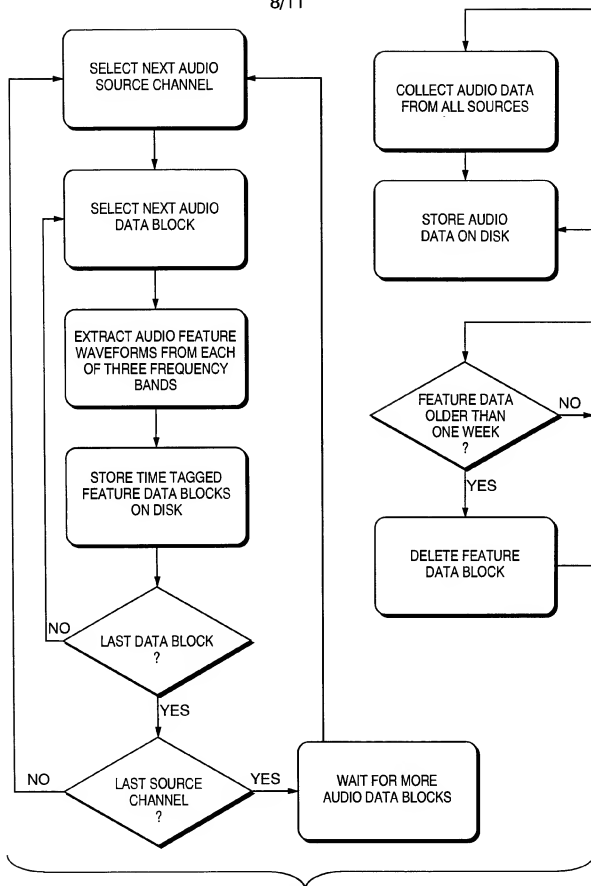 8/11
SELECT NEXT AUDIO
SOURCE CHANNEL
SELECT NEXT AUDIO
DATA BLOCK
EXTRACT AUDIO FEATURE
WAVEFORMS FROM EACH
OF THREE FREQUENCY
BANDS
STORE TIME TAGGED
FEATURE DATA BLOCKS
ON DISK
NO
LAST DATA BLOCK
?
YES
NO
LAST SOURCE
CHANNEL
?
YES
WAIT FOR MORE
AUDIO DATA BLOCKS
COLLECT AUDIO DATA
FROM ALL SOURCES
STORE AUDIO
DATA ON DISK
FEATURE DATA
OLDER THAN
ONE WEEK
?
NO
YES
DELETE FEATURE
DATA BLOCK